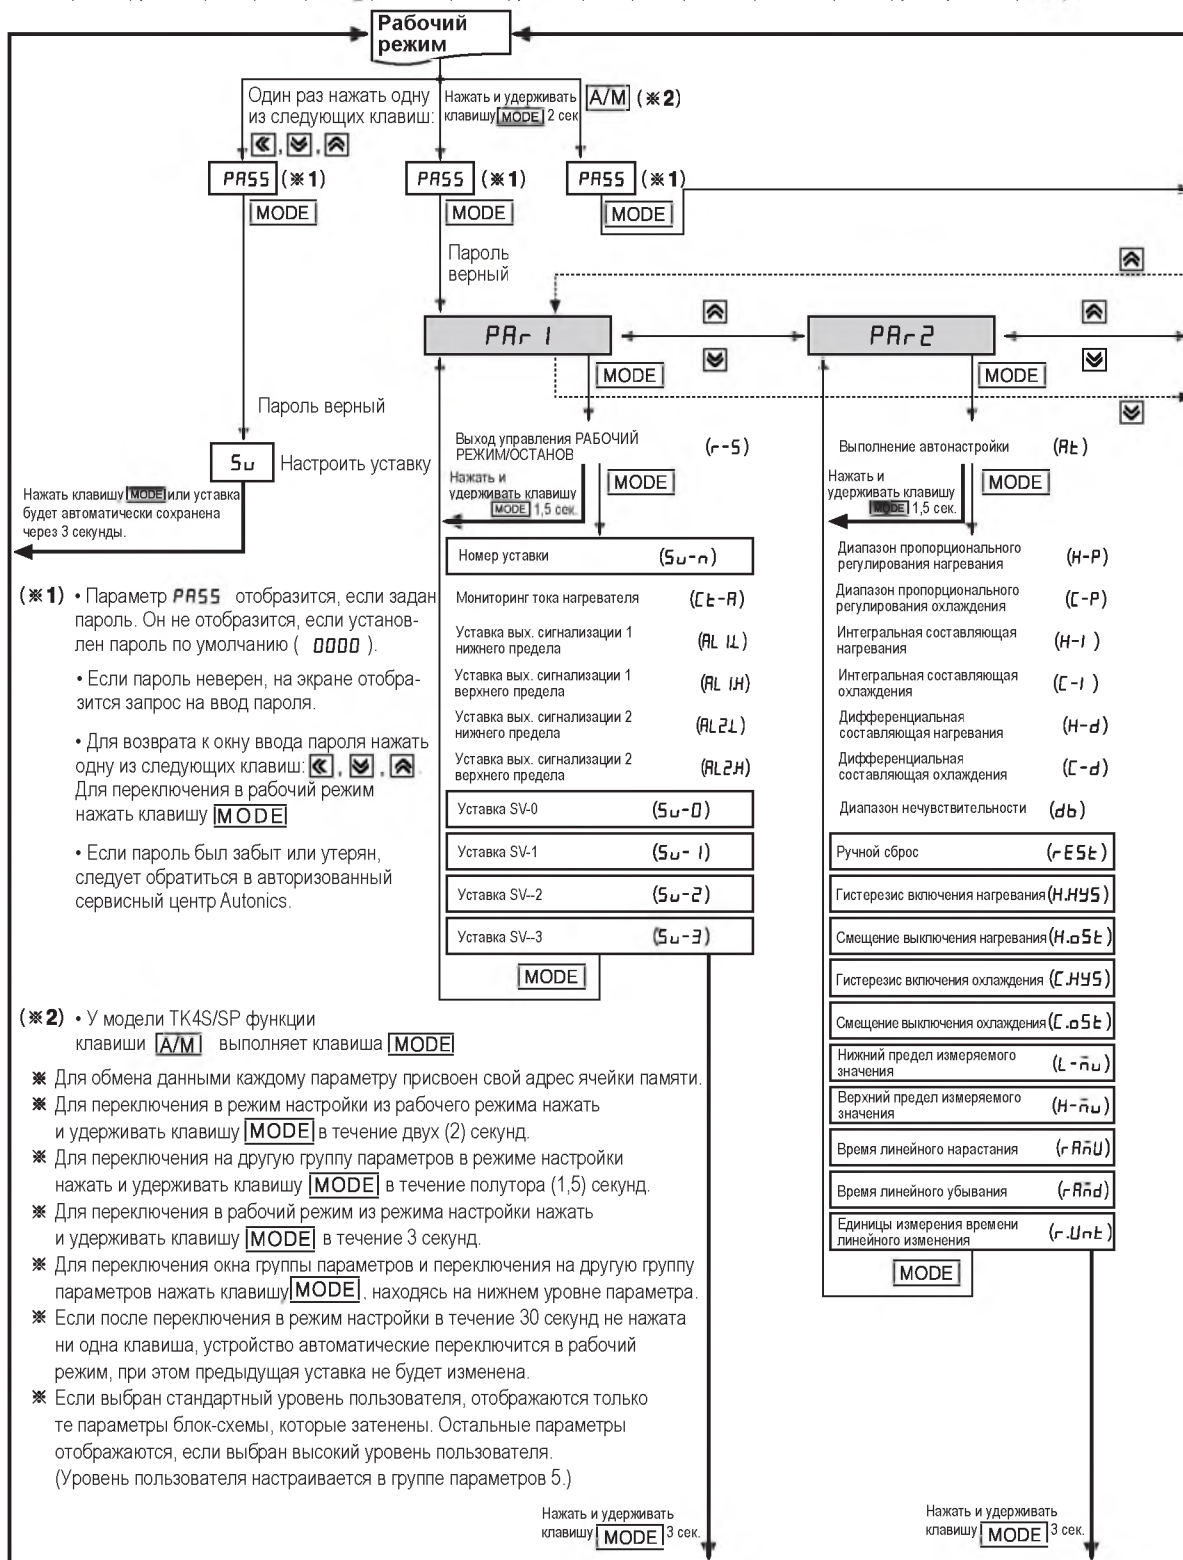 Рабочий
режим
Один раз нажать одну
из следующих клавиш:
Нажать и удерживать
клавишу MODE 2 сек
A/M (※2)
PASS (※1)
PASS (※1)
PASS (※1)
MODE
MODE
MODE
Пароль
верный
PAr 1
PAr2
MODE
MODE
Пароль верный
Su
Настроить уставку
Нажать клавишу MODE или уставка
будет автоматически сохранена
через 3 секунды.
Выход управления РАБОЧИЙ
РЕЖИМ/ОСТАНОВ
(r-S)
Нажать и
удерживать клавишу
MODE 1,5 сек.
MODE
Номер уставки (Su-n)
Мониторинг тока нагревателя (Ct-A)
Уставка вых. сигнализации 1
нижнего предела
(AL1.L)
Уставка вых. сигнализации 1
верхнего предела
(AL1.H)
Уставка вых. сигнализации 2
нижнего предела
(AL2.L)
Уставка вых. сигнализации 2
верхнего предела
(AL2.H)
Уставка SV-0 (Su-0)
Уставка SV-1 (Su-1)
Уставка SV--2 (Su-2)
Уставка SV--3 (Su-3)
MODE
Выполнение автонастройки (At)
Нажать и
удерживать клавишу
MODE 1,5 сек.
MODE
Диапазон пропорционального
регулирования нагревания
(H-P)
Диапазон пропорционального
регулирования охлаждения
(C-P)
Интегральная составляющая
нагревания
(H-I)
Интегральная составляющая
охлаждения
(C-I)
Дифференциальная
составляющая нагревания
(H-d)
Дифференциальная
составляющая охлаждения
(C-d)
Диапазон нечувствительности (db)
Ручной сброс (rESt)
Гистерезис включения нагревания (H.HYS)
Смещение выключения нагревания (H.oSt)
Гистерезис включения охлаждения (C.HYS)
Смещение выключения охлаждения (C.oSt)
Нижний предел измеряемого
значения
(L-n̄u)
Верхний предел измеряемого
значения
(H-n̄u)
Время линейного нарастания (rAn̄U)
Время линейного убывания (rAn̄d)
Единицы измерения времени
линейного изменения
(r.Unt)
MODE
(※1) • Параметр PASS отобразится, если задан
пароль. Он не отобразится, если установ-
лен пароль по умолчанию ( 0000 ).
• Если пароль неверен, на экране отобра-
зится запрос на ввод пароля.
• Для возврата к окну ввода пароля нажать
одну из следующих клавиш:
Для переключения в рабочий режим
нажать клавишу MODE
• Если пароль был забыт или утерян,
следует обратиться в авторизованный
сервисный центр Autonics.
(※2) • У модели TK4S/SP функции
клавиши A/M выполняет клавиша MODE
※ Для обмена данными каждому параметру присвоен свой адрес ячейки памяти.
※ Для переключения в режим настройки из рабочего режима нажать
и удерживать клавишу MODE в течение двух (2) секунд.
※ Для переключения на другую группу параметров в режиме настройки
нажать и удерживать клавишу MODE в течение полутора (1,5) секунд.
※ Для переключения в рабочий режим из режима настройки нажать
и удерживать клавишу MODE в течение 3 секунд.
※ Для переключения окна группы параметров и переключения на другую группу
параметров нажать клавишу MODE, находясь на нижнем уровне параметра.
※ Если после переключения в режим настройки в течение 30 секунд не нажата
ни одна клавиша, устройство автоматические переключится в рабочий
режим, при этом предыдущая уставка не будет изменена.
※ Если выбран стандартный уровень пользователя, отображаются только
те параметры блок-схемы, которые затенены. Остальные параметры
отображаются, если выбран высокий уровень пользователя.
(Уровень пользователя настраивается в группе параметров 5.)
Нажать и удерживать
клавишу MODE 3 сек.
Нажать и удерживать
клавишу MODE 3 сек.